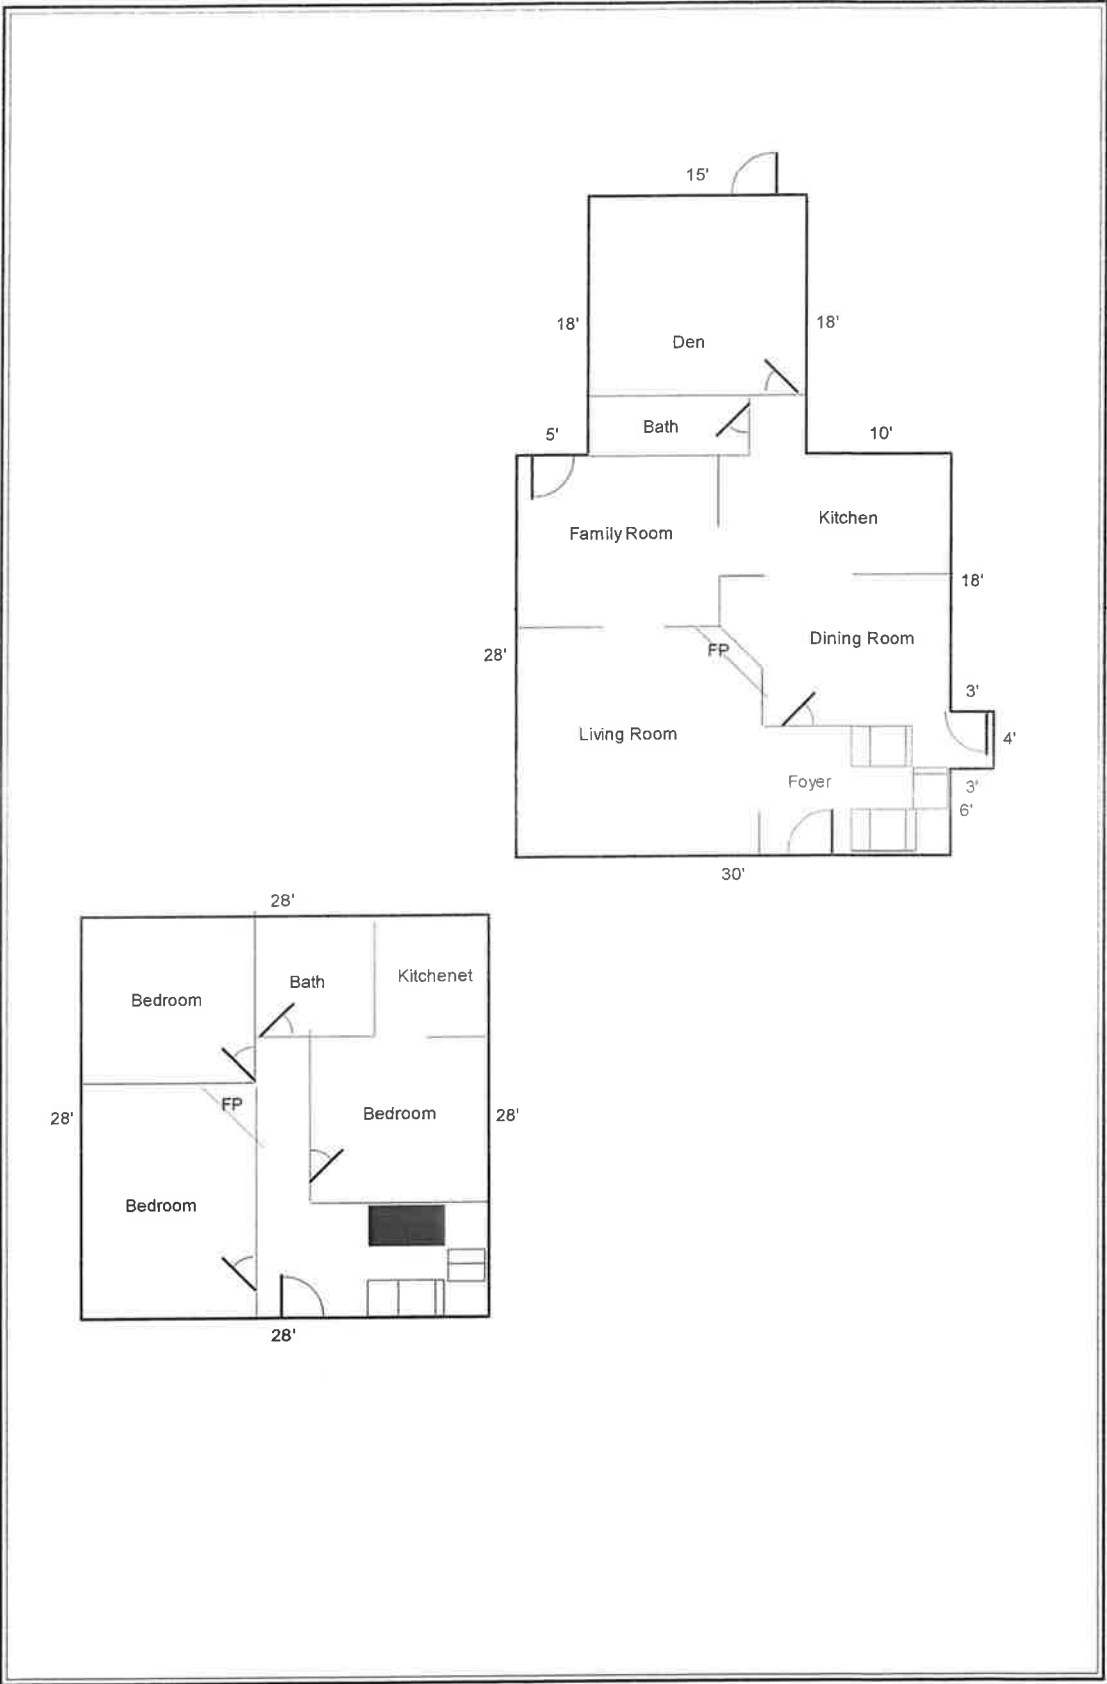 15'
18'
18'
Den
5'
Bath
10'
Family Room
Kitchen
18'
28'
FP
Dining Room
3'
Living Room
4'
Foyer
3'
6'
30'
28'
Bedroom
Bath
Kitchenet
28'
FP
Bedroom
28'
Bedroom
28'